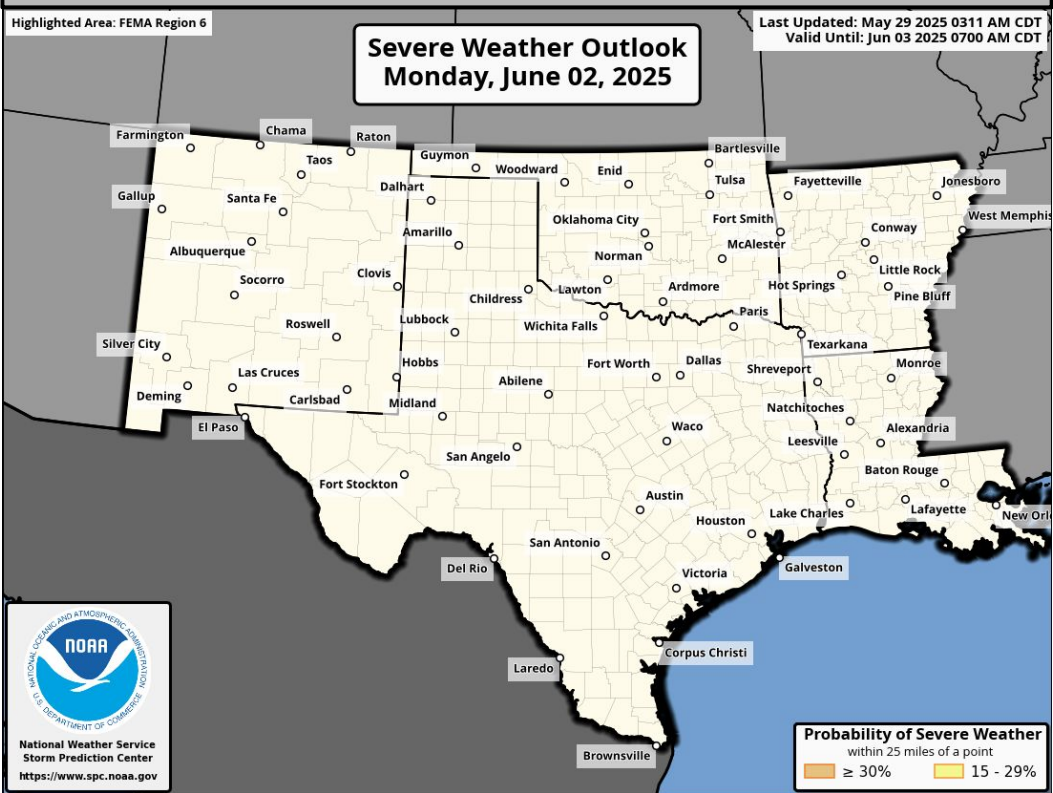 Highlighted Area: FEMA Region 6
Last Updated: May 29 2025 0311 AM CDT
Valid Until: Jun 03 2025 0700 AM CDT
Severe Weather Outlook
Monday, June 02, 2025
Farmington
Chama
Raton
Taos
Guymon
Woodward
Enid
Bartlesville
Tulsa
Fayetteville
Jonesboro
Gallup
Santa Fe
Dalhart
Amarillo
Oklahoma City
Fort Smith
West Memphis
Albuquerque
Norman
McAlester
Conway
Socorro
Clovis
Childress
Lawton
Ardmore
Hot Springs
Little Rock
Pine Bluff
Roswell
Lubbock
Wichita Falls
Paris
Texarkana
Silver City
Las Cruces
Hobbs
Abilene
Fort Worth
Dallas
Shreveport
Monroe
Deming
Carlsbad
Midland
Natchitoches
El Paso
Waco
Leesville
Alexandria
San Angelo
Fort Stockton
Baton Rouge
Austin
Houston
Lake Charles
Lafayette
New Orl
San Antonio
Del Rio
Victoria
Galveston
Laredo
Corpus Christi
Brownsville
NATIONAL OCEANIC AND ATMOSPHERIC ADMINISTRATION
NOAA
U.S. DEPARTMENT OF COMMERCE
National Weather Service
Storm Prediction Center
https://www.spc.noaa.gov
Probability of Severe Weather
within 25 miles of a point
≥ 30%
15 - 29%